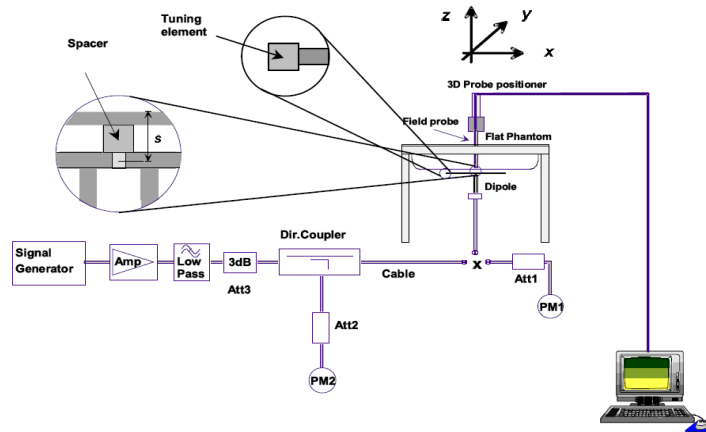 Tuning
element
Spacer
s
z
y
x
3D Probe positioner
Field probe
Flat Phantom
Dipole
Dir.Coupler
Signal
Generator
Amp
Low
Pass
3dB
Att3
Cable
x
Att1
PM1
Att2
PM2